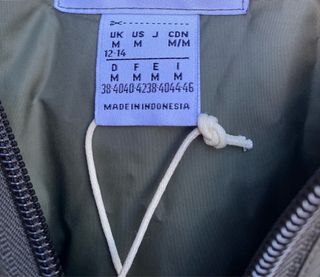 UK US J CDN
M M M/M
12-14
D F E I
M M M
38-40 40-42 38-40 44-46
MADE IN INDONESIA